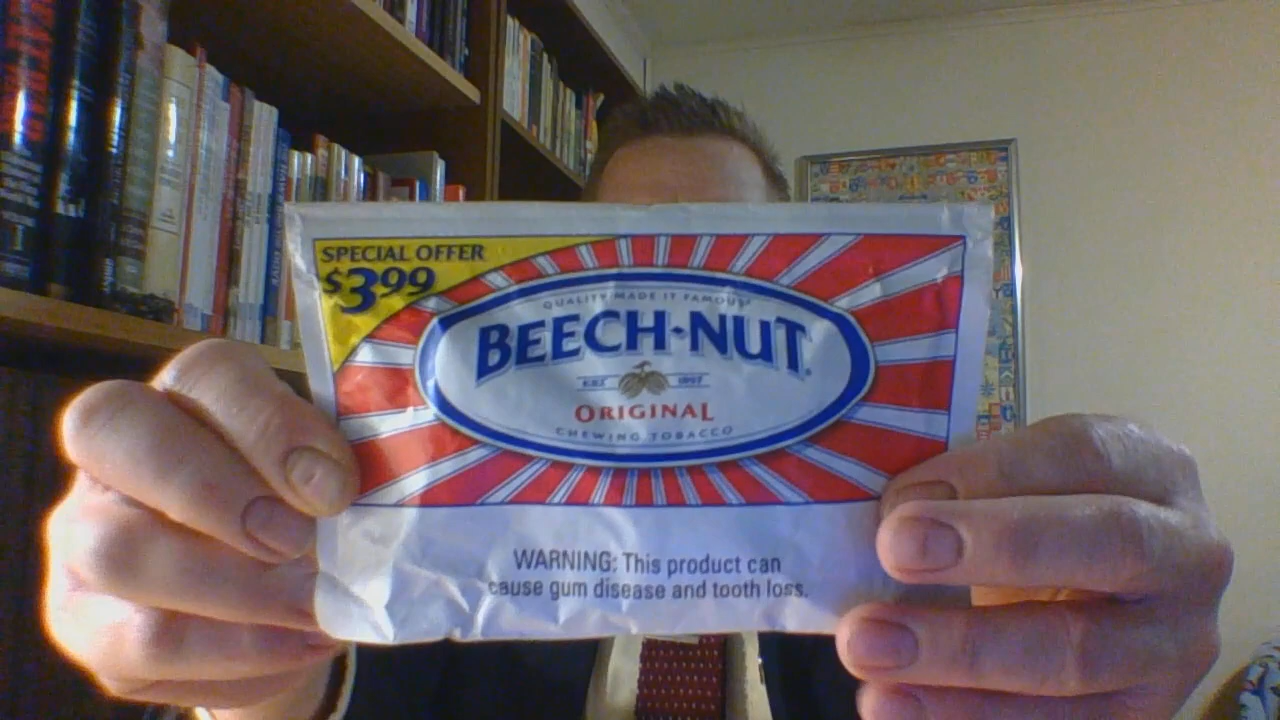 SPECIAL OFFER
$3.99
QUALITY MADE IT FAMOUS
BEECH-NUT
EST. 1897
ORIGINAL
CHEWING TOBACCO
WARNING: This product can
cause gum disease and tooth loss.